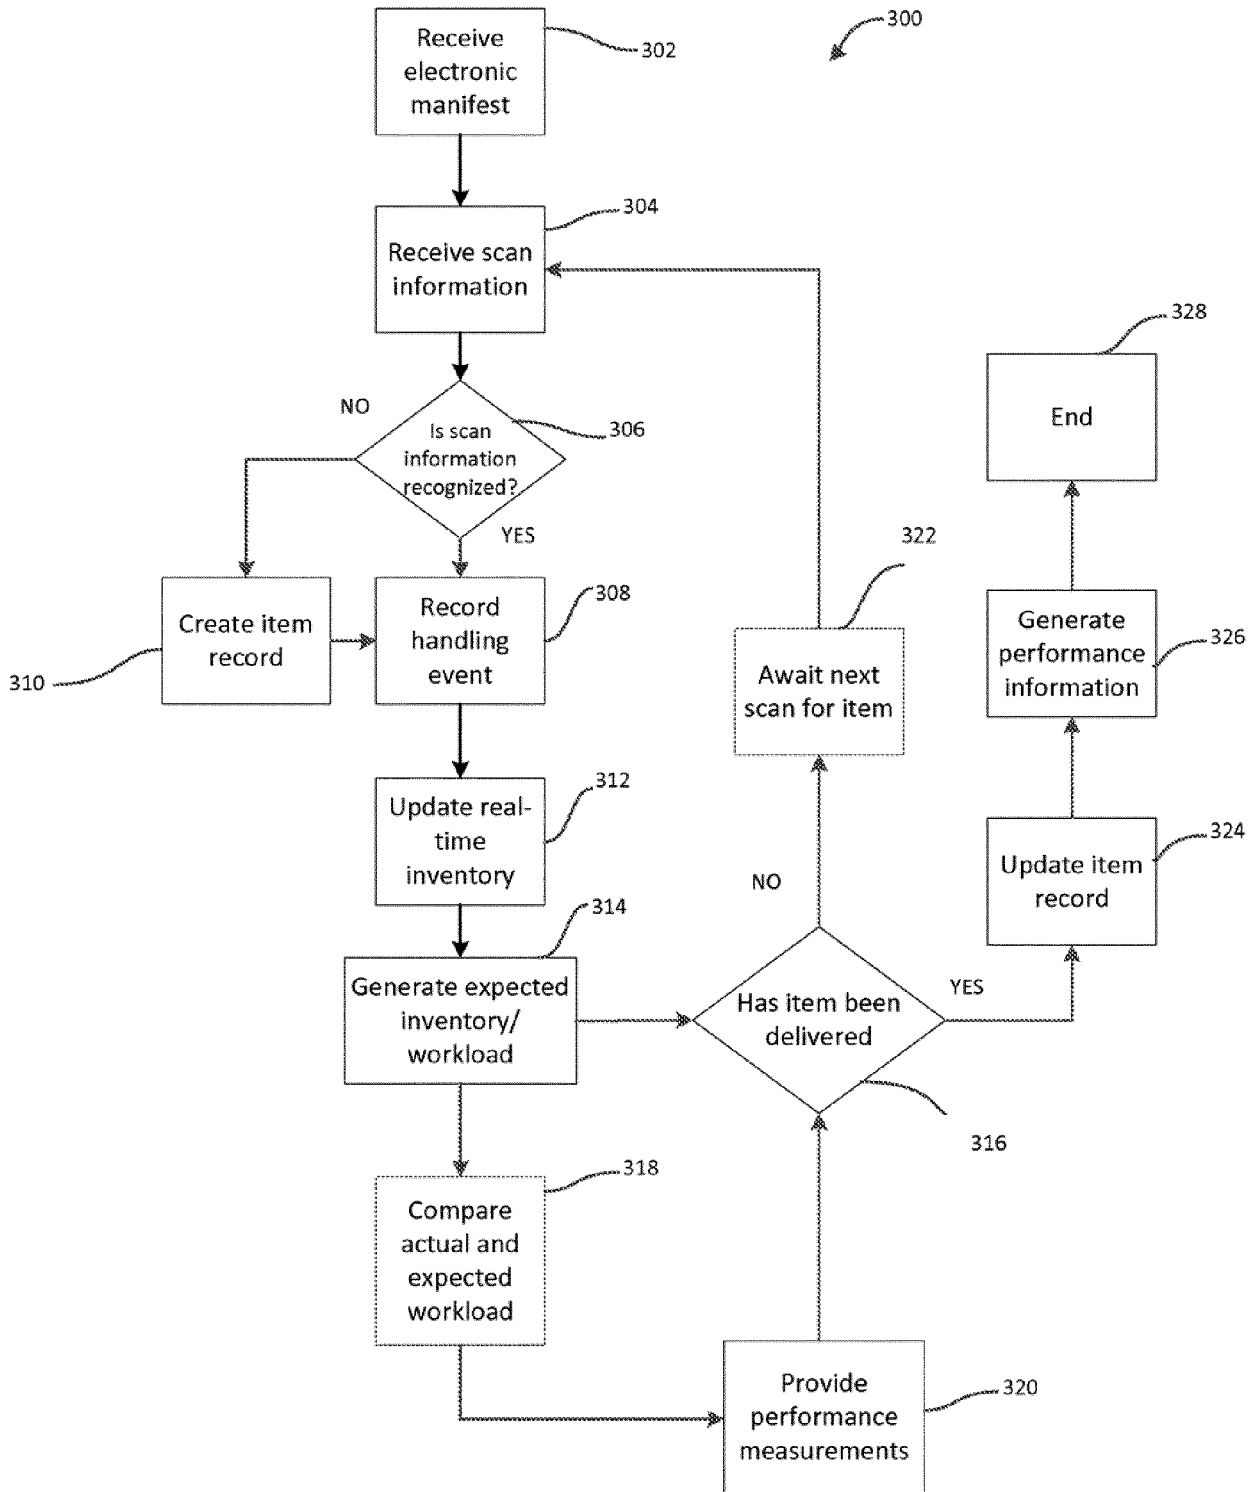 300
Receive
electronic
manifest
302
Receive scan
information
304
NO
Is scan
information
recognized?
306
YES
328
End
Create item
record
310
Record
handling
event
308
322
Await next
scan for item
Generate
performance
information
326
Update real-
time
inventory
312
NO
Update item
record
324
Generate expected
inventory/
workload
314
Has item been
delivered
YES
316
Compare
actual and
expected
workload
318
Provide
performance
measurements
320